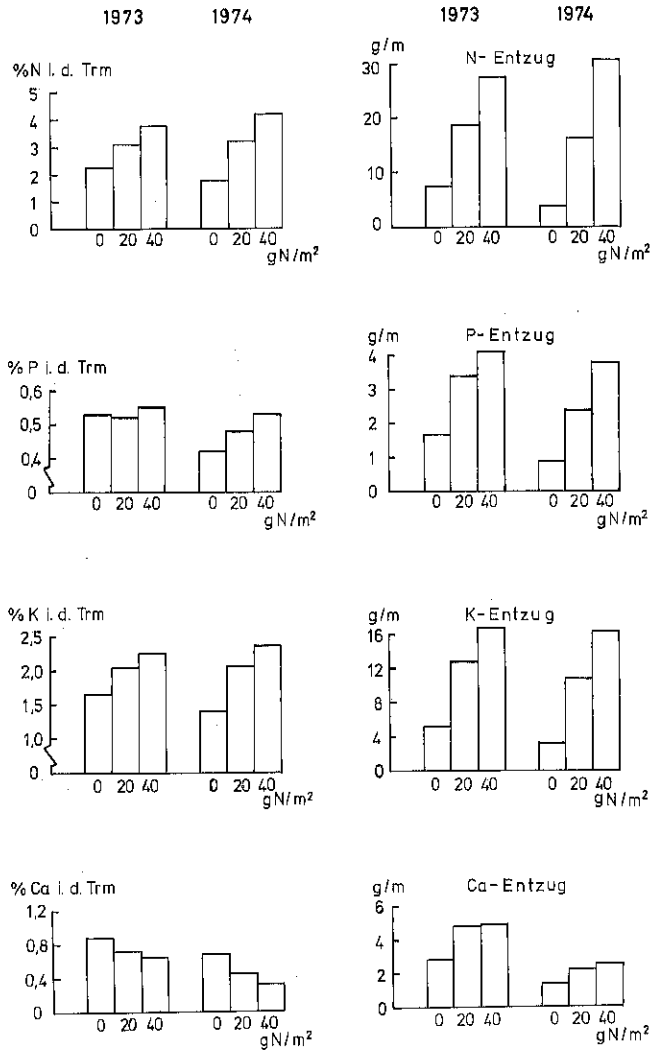 1973 1974 1973 1974
%N i. d. Trm
5
4
3
2
1
0
0 20 40 0 20 40
gN/m²
g/m N-Entzug
30
20
10
0
0 20 40 0 20 40
gN/m²
% P i. d. Trm
0,6
0,5
0,4
0
0 20 40 0 20 40
gN/m²
g/m P-Entzug
4
3
2
1
0
0 20 40 0 20 40
gN/m²
% K i. d. Trm
2,5
2,0
1,5
1,0
0
0 20 40 0 20 40
gN/m²
g/m K-Entzug
16
12
8
4
0
0 20 40 0 20 40
gN/m²
% Ca i. d. Trm
1,2
0,8
0,4
0
0 20 40 0 20 40
gN/m²
g/m Ca-Entzug
6
4
2
0
0 20 40 0 20 40
gN/m²